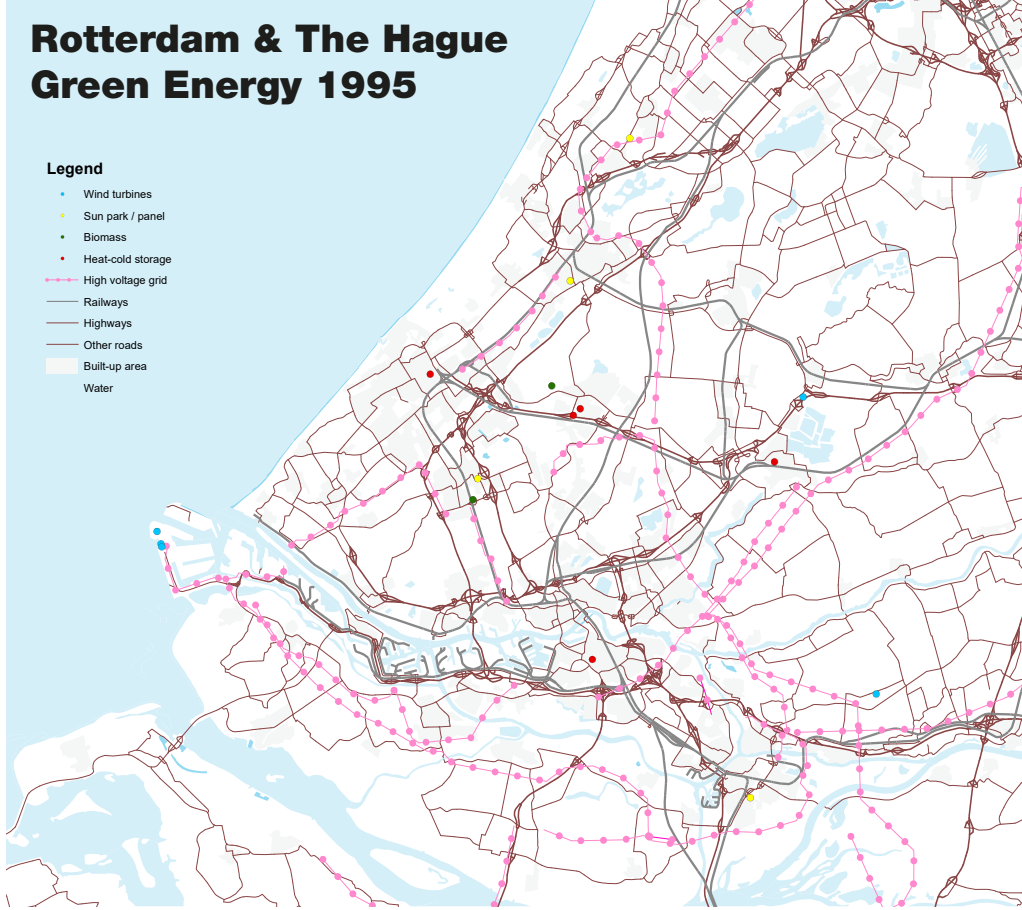 Rotterdam & The Hague
Green Energy 1995
Legend
Wind turbines
Sun park / panel
Biomass
Heat-cold storage
High voltage grid
Railways
Highways
Other roads
Built-up area
Water